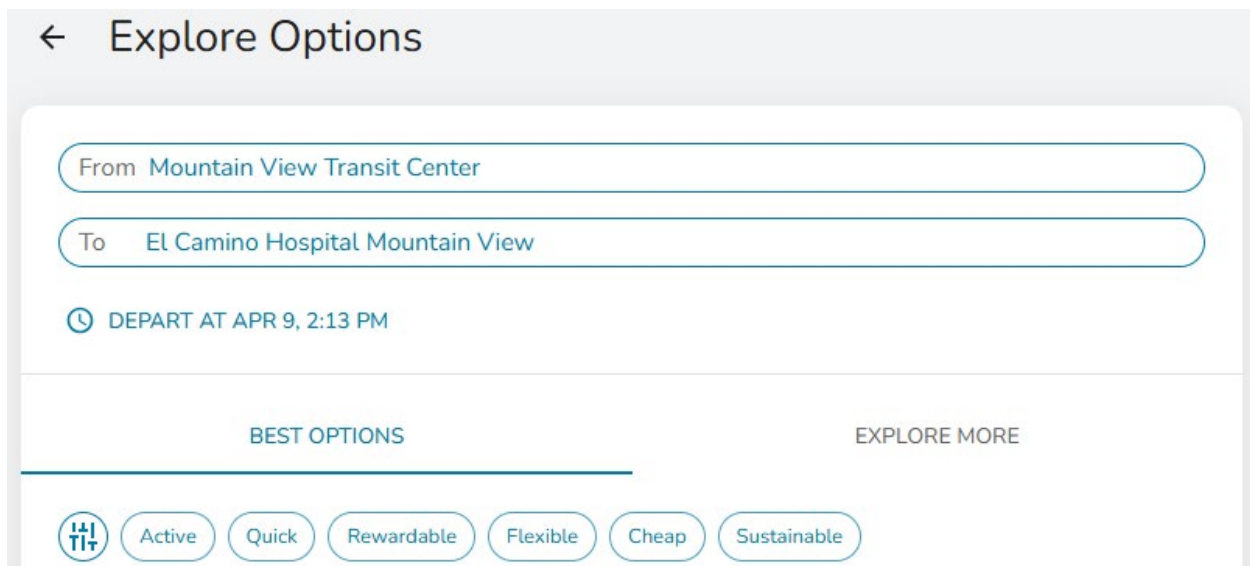 Explore Options
From Mountain View Transit Center
To El Camino Hospital Mountain View
DEPART AT APR 9, 2:13 PM
BEST OPTIONS EXPLORE MORE
Active Quick Rewardable Flexible Cheap Sustainable